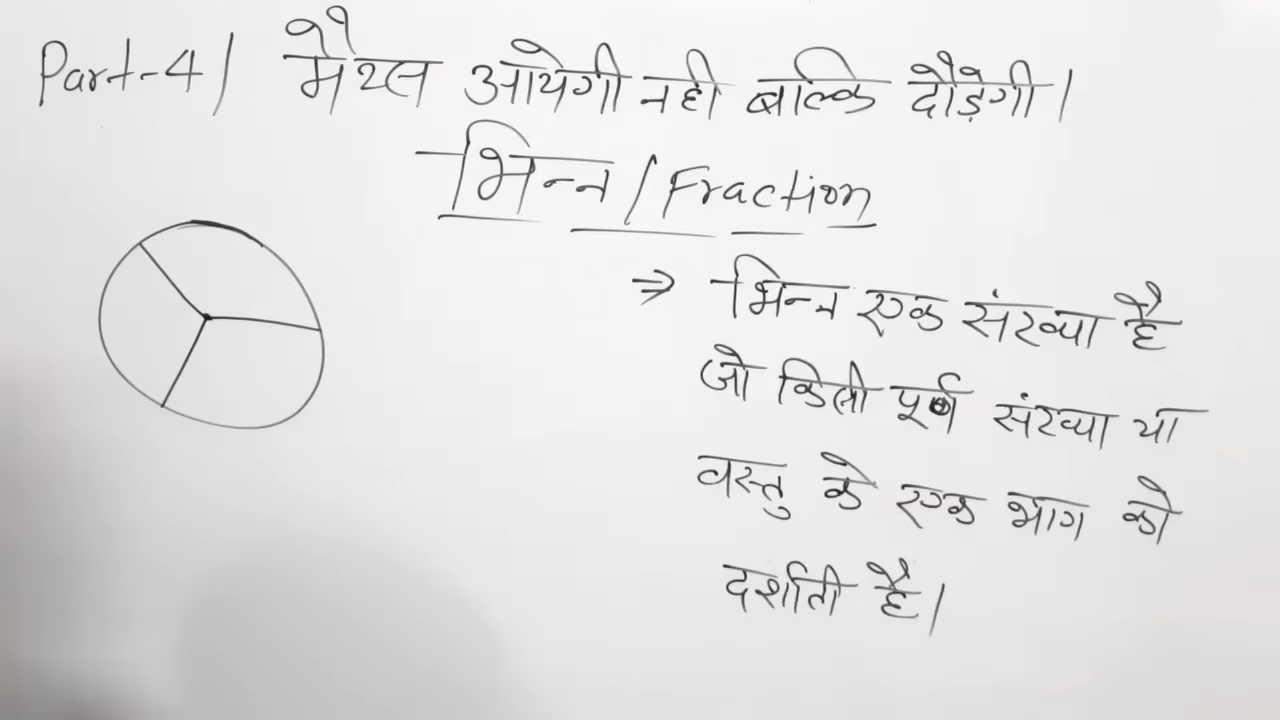 Part-4| मैथ्स आयेगी नही बल्कि दौड़ेगी।
भिन्न / Fraction
⇒ भिन्न एक संख्या है
जो किसी पूर्ण संख्या या
वस्तु के एक भाग को
दर्शाती है।